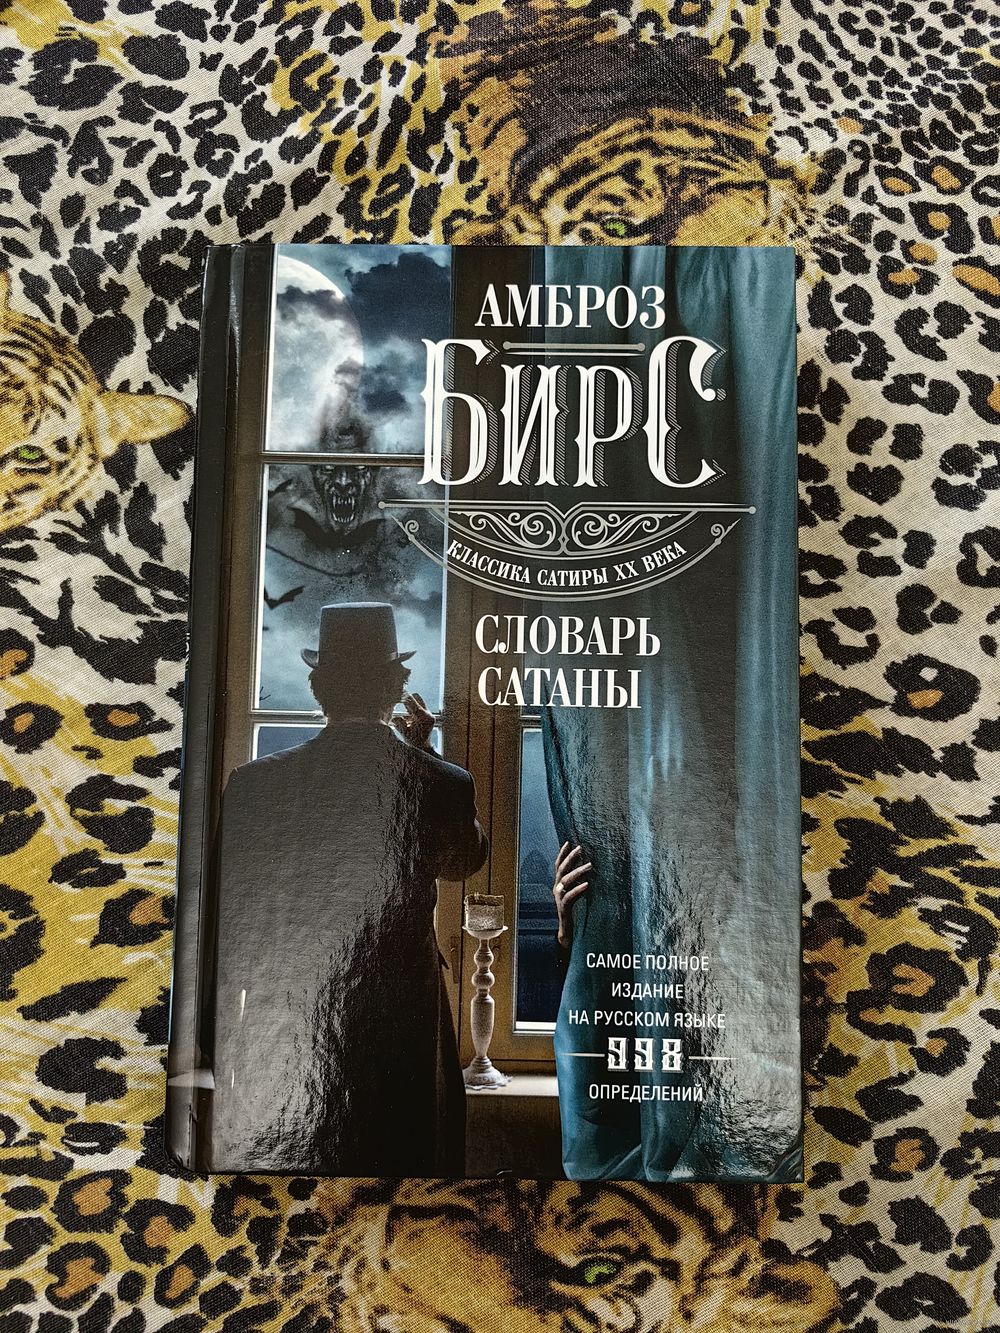 АМБРОЗ
БИРС
КЛАССИКА САТИРЫ XX ВЕКА
СЛОВАРЬ
САТАНЫ
САМОЕ ПОЛНОЕ
ИЗДАНИЕ
НА РУССКОМ ЯЗЫКЕ
998
ОПРЕДЕЛЕНИЙ